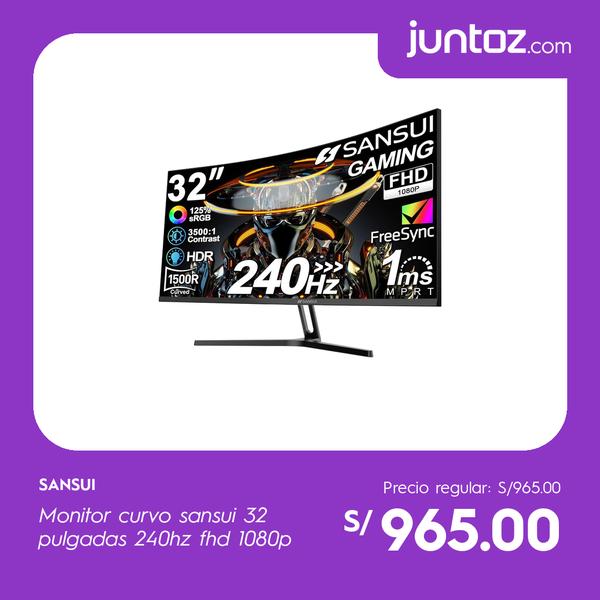 juntoz.com
SANSUI
GAMING
32"
FHD
1080P
125%
sRGB
3500:1
Contrast
FreeSync
HDR
1500R
Curved
240Hz
1ms
MPRT
SANSUI
SANSUI
Precio regular: S/965.00
Monitor curvo sansui 32
pulgadas 240hz fhd 1080p
S/ 965.00